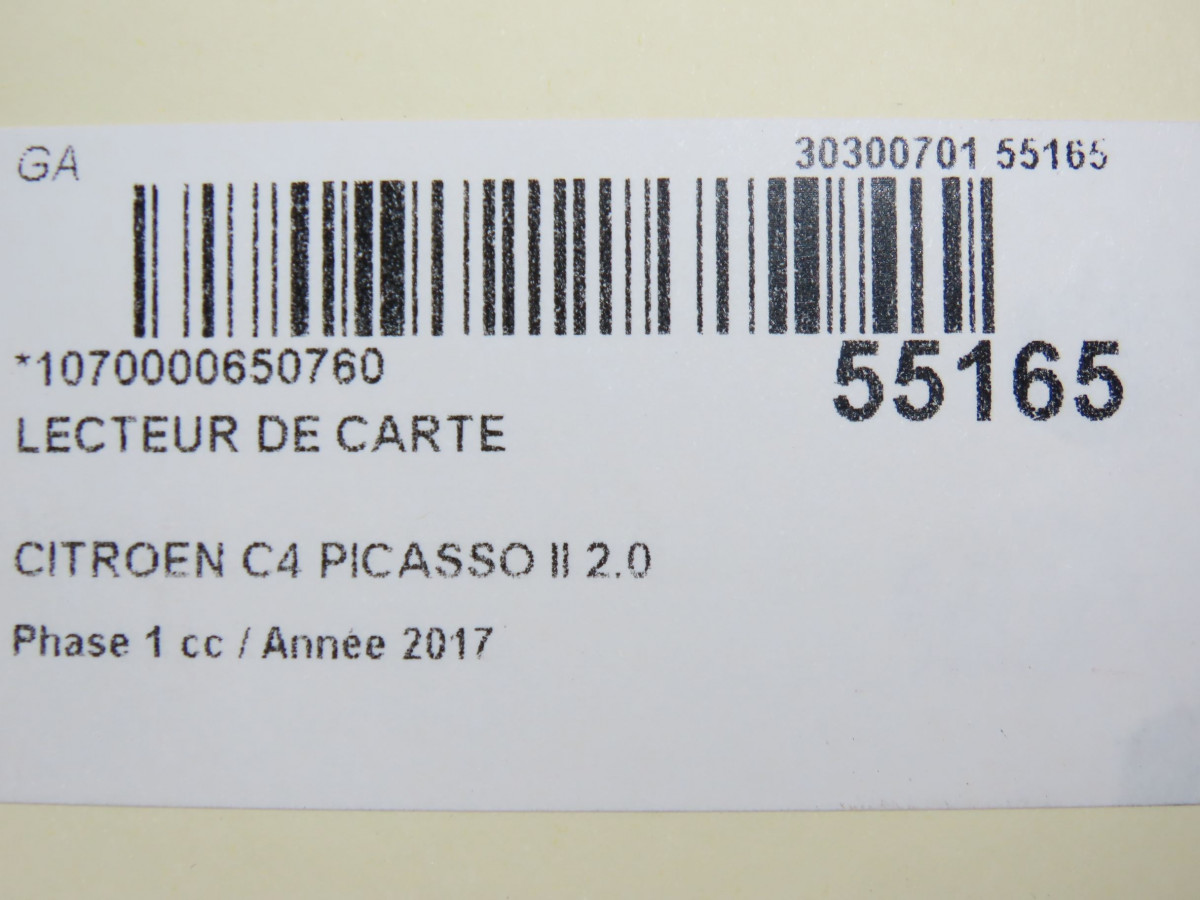 GA
30300701 55165
*1070000650760
55165
LECTEUR DE CARTE
CITROEN C4 PICASSO II 2.0
Phase 1 cc / Année 2017